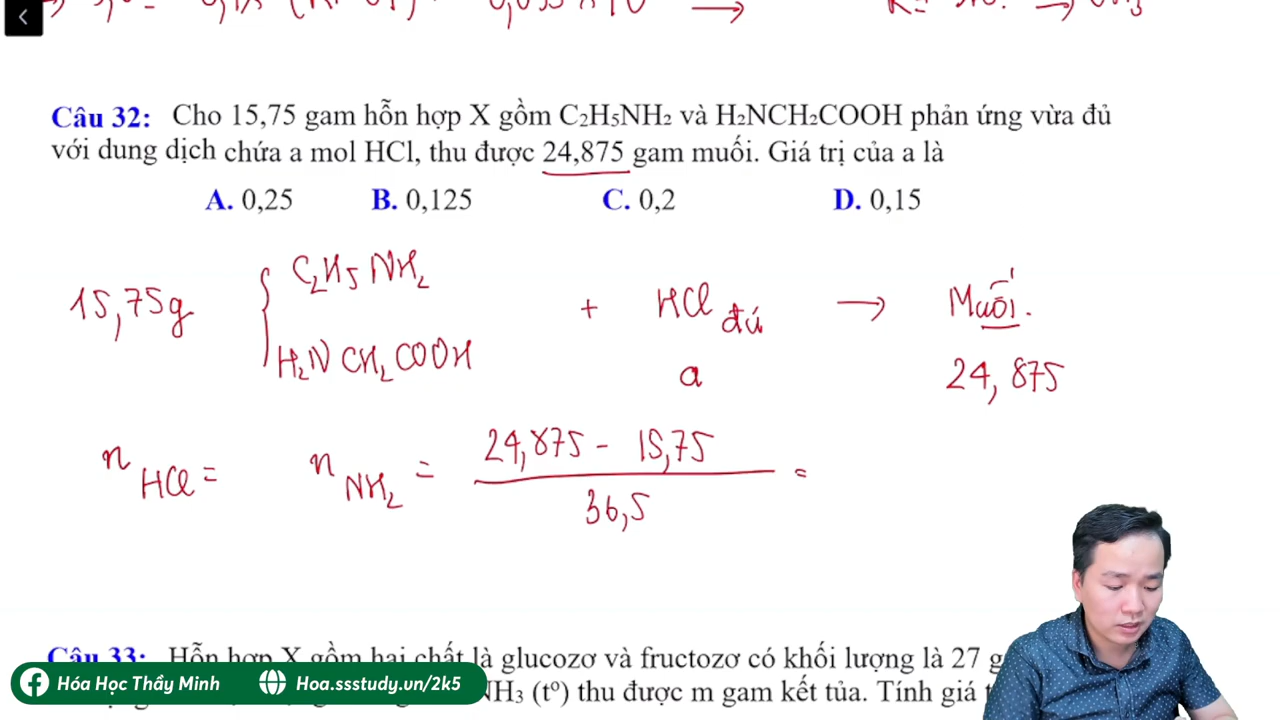 Câu 32: Cho 15,75 gam hỗn hợp X gồm C₂H₅NH₂ và H₂NCH₂COOH phản ứng vừa đủ
với dung dịch chứa a mol HCl, thu được 24,875 gam muối. Giá trị của a là
A. 0,25 B. 0,125 C. 0,2 D. 0,15
C₂H₅NH₂
15,75g + HCl đủ → Muối.
H₂NCH₂COOH
a 24,875
n HCl = n NH₂ = 24,875 - 15,75 / 36,5 =
Câu 33: Hỗn hợp X gồm hai chất là glucozơ và fructozơ có khối lượng là 27
NH₃ (tº) thu được m gam kết tủa. Tính giá
Hóa Học Thầy Minh Hoa.ssstudy.vn/2k5